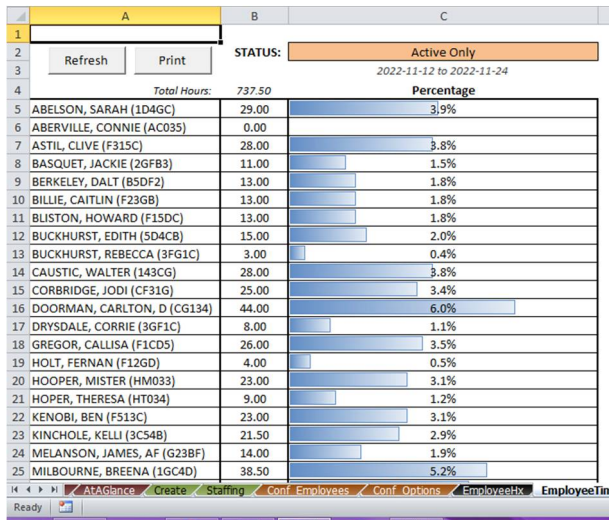 A B C
1
2 Refresh Print STATUS: Active Only
3 2022-11-12 to 2022-11-24
4 Total Hours: 737.50 Percentage
5 ABELSON, SARAH (1D4GC) 29.00 3.9%
6 ABERVILLE, CONNIE (AC035) 0.00
7 ASTIL, CLIVE (F315C) 28.00 3.8%
8 BASQUET, JACKIE (2GFB3) 11.00 1.5%
9 BERKELEY, DALT (B5DF2) 13.00 1.8%
10 BILLIE, CAITLIN (F23GB) 13.00 1.8%
11 BLISTON, HOWARD (F15DC) 13.00 1.8%
12 BUCKHURST, EDITH (5D4CB) 15.00 2.0%
13 BUCKHURST, REBECCA (3FG1C) 3.00 0.4%
14 CAUSTIC, WALTER (143CG) 28.00 3.8%
15 CORBRIDGE, JODI (CF31G) 25.00 3.4%
16 DOORMAN, CARLTON, D (CG134) 44.00 6.0%
17 DRYSDALE, CORRIE (3GF1C) 8.00 1.1%
18 GREGOR, CALLISA (F1CD5) 26.00 3.5%
19 HOLT, FERNAN (F12GD) 4.00 0.5%
20 HOOPER, MISTER (HM033) 23.00 3.1%
21 HOPER, THERESA (HT034) 9.00 1.2%
22 KENOBI, BEN (F513C) 23.00 3.1%
23 KINCHOLE, KELLI (3C54B) 21.50 2.9%
24 MELANSON, JAMES, AF (G23BF) 14.00 1.9%
25 MILBOURNE, BREENA (1GC4D) 38.50 5.2%
AtAGlance Create Staffing Conf_Employees Conf_Options EmployeeHx EmployeeTim
Ready